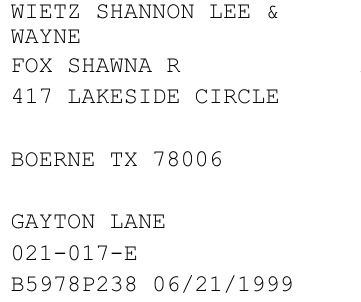 WIETZ SHANNON LEE &
WAYNE
FOX SHAWNA R
417 LAKESIDE CIRCLE
BOERNE TX 78006
GAYTON LANE
021-017-E
B5978P238 06/21/1999